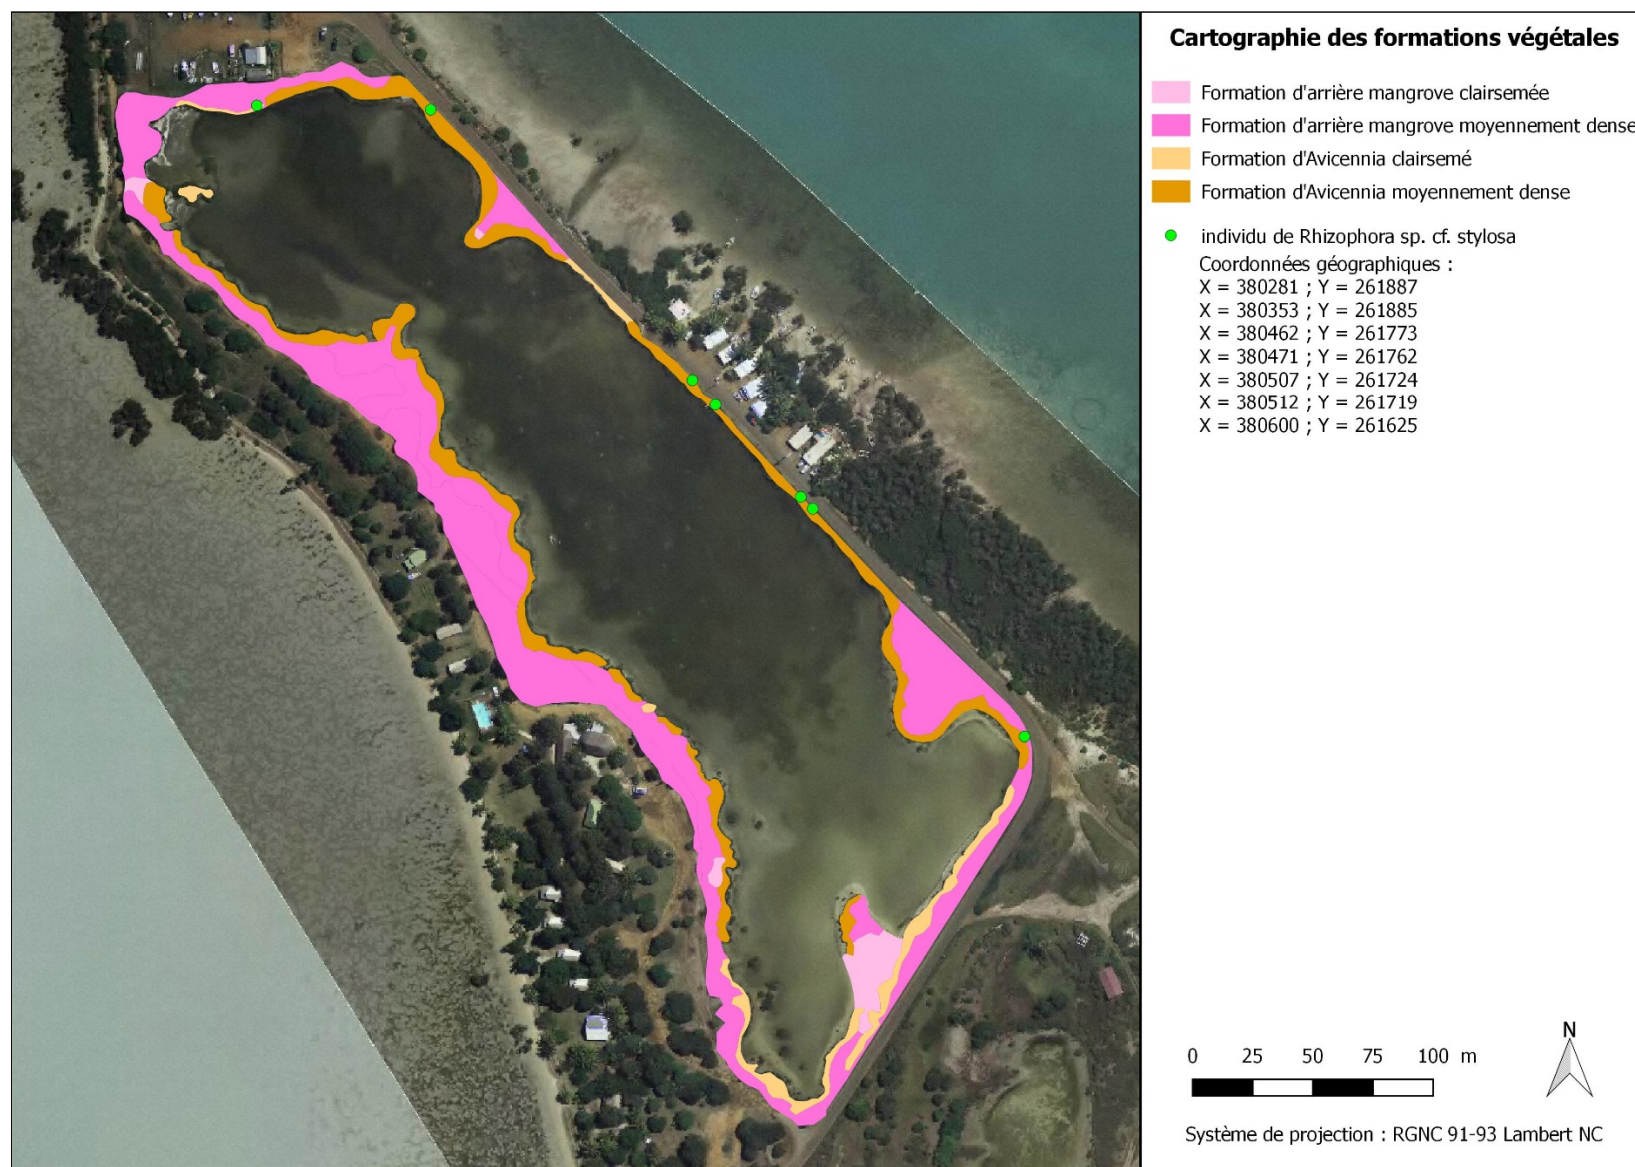 Cartographie des formations végétales
Formation d'arrière mangrove clairsemée
Formation d'arrière mangrove moyennement dense
Formation d'Avicennia clairsemé
Formation d'Avicennia moyennement dense
individu de Rhizophora sp. cf. stylosa
Coordonnées géographiques :
X = 380281 ; Y = 261887
X = 380353 ; Y = 261885
X = 380462 ; Y = 261773
X = 380471 ; Y = 261762
X = 380507 ; Y = 261724
X = 380512 ; Y = 261719
X = 380600 ; Y = 261625
N
0 25 50 75 100 m
Système de projection : RGNC 91-93 Lambert NC